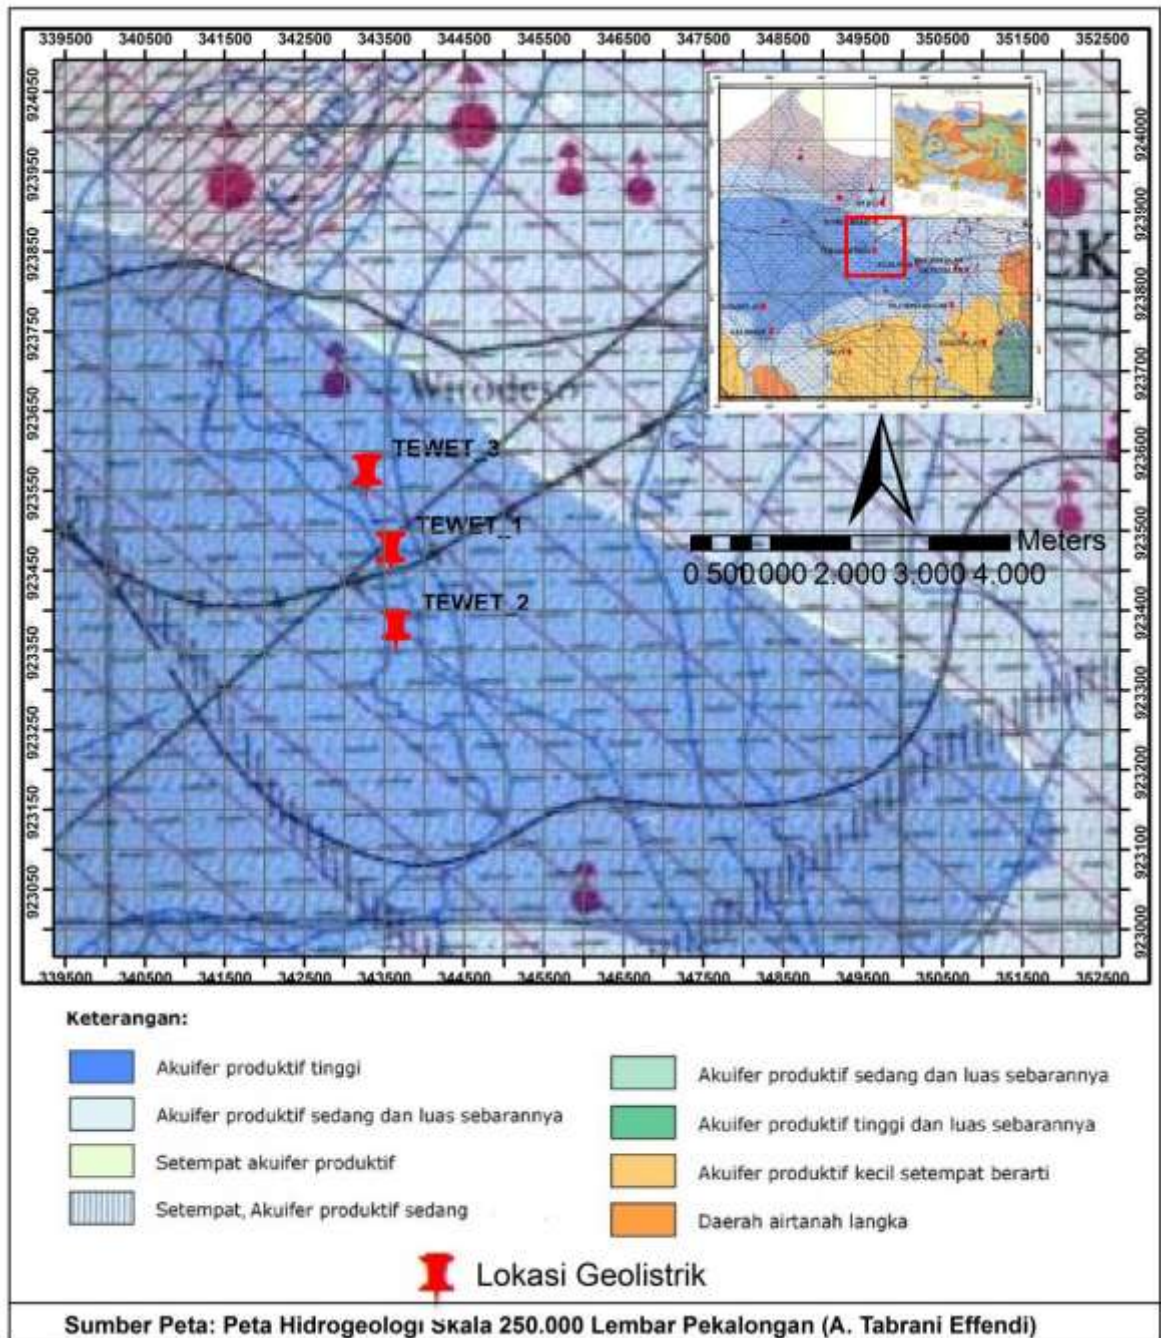 339500 340500 341500 342500 343500 344500 345500 346500 347500 348500 349500 350500 351500 352500
924050
923950
923850
923750
923650
923550
923450
923350
923250
923150
923050
924000
923900
923800
923700
923600
923500
923400
923300
923200
923100
923000
EK
Wirodeso
TEWET_3
TEWET_1
TEWET_2
Meters
0 500 1.000 2.000 3.000 4.000
339500 340500 341500 342500 343500 344500 345500 346500 347500 348500 349500 350500 351500 352500
Keterangan:
Akuifer produktif tinggi
Akuifer produktif sedang dan luas sebarannya
Setempat akuifer produktif
Setempat, Akuifer produktif sedang
Akuifer produktif sedang dan luas sebarannya
Akuifer produktif tinggi dan luas sebarannya
Akuifer produktif kecil setempat berarti
Daerah airtanah langka
Lokasi Geolistrik
Sumber Peta: Peta Hidrogeologi Skala 250.000 Lembar Pekalongan (A. Tabrani Effendi)